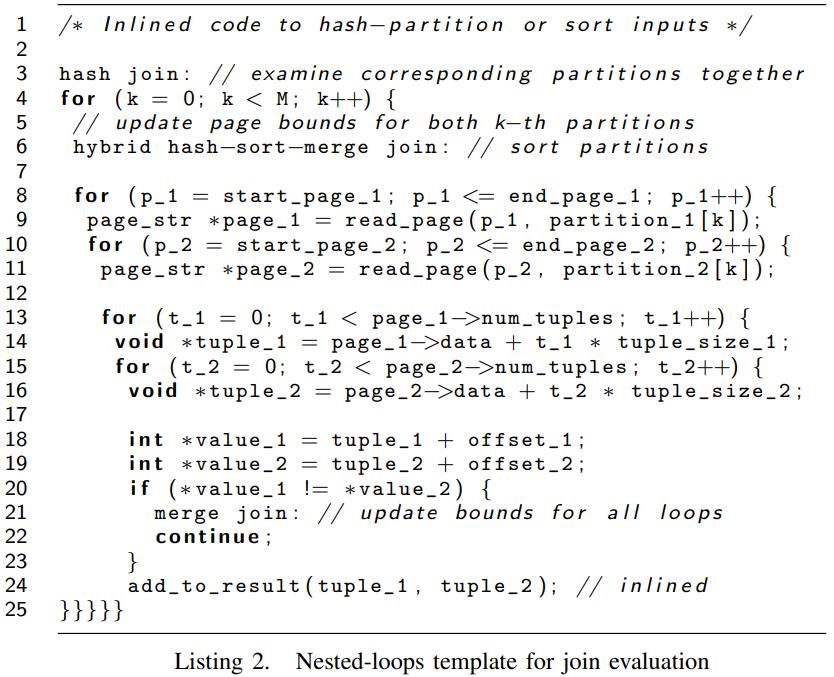 1 /* Inlined code to hash-partition or sort inputs */
2
3 hash join: // examine corresponding partitions together
4 for (k = 0; k < M; k++) {
5 // update page bounds for both k-th partitions
6 hybrid hash-sort-merge join: // sort partitions
7
8 for (p_1 = start_page_1; p_1 <= end_page_1; p_1++) {
9 page_str *page_1 = read_page(p_1, partition_1[k]);
10 for (p_2 = start_page_2; p_2 <= end_page_2; p_2++) {
11 page_str *page_2 = read_page(p_2, partition_2[k]);
12
13 for (t_1 = 0; t_1 < page_1->num_tuples; t_1++) {
14 void *tuple_1 = page_1->data + t_1 * tuple_size_1;
15 for (t_2 = 0; t_2 < page_2->num_tuples; t_2++) {
16 void *tuple_2 = page_2->data + t_2 * tuple_size_2;
17
18 int *value_1 = tuple_1 + offset_1;
19 int *value_2 = tuple_2 + offset_2;
20 if (*value_1 != *value_2) {
21 merge join: // update bounds for all loops
22 continue;
23 }
24 add_to_result(tuple_1, tuple_2); // inlined
25 }}}}}
Listing 2. Nested-loops template for join evaluation